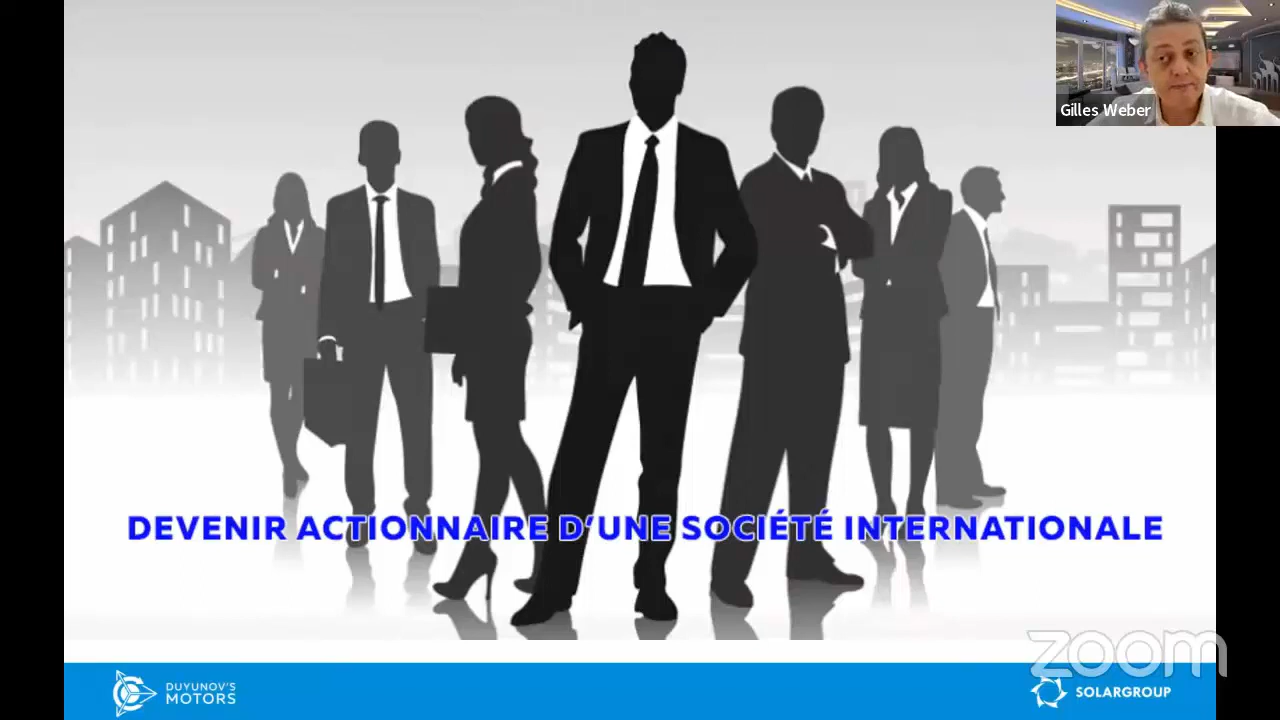 Gilles Weber
DEVENIR ACTIONNAIRE D'UNE SOCIÉTÉ INTERNATIONALE
zoom
DUYUNOV'S
MOTORS
SOLARGROUP